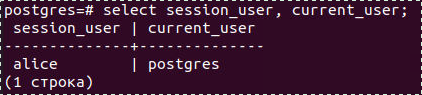 postgres=# select session_user, current_user;
 session_user | current_user
--------------+--------------
 alice        | postgres
(1 строка)